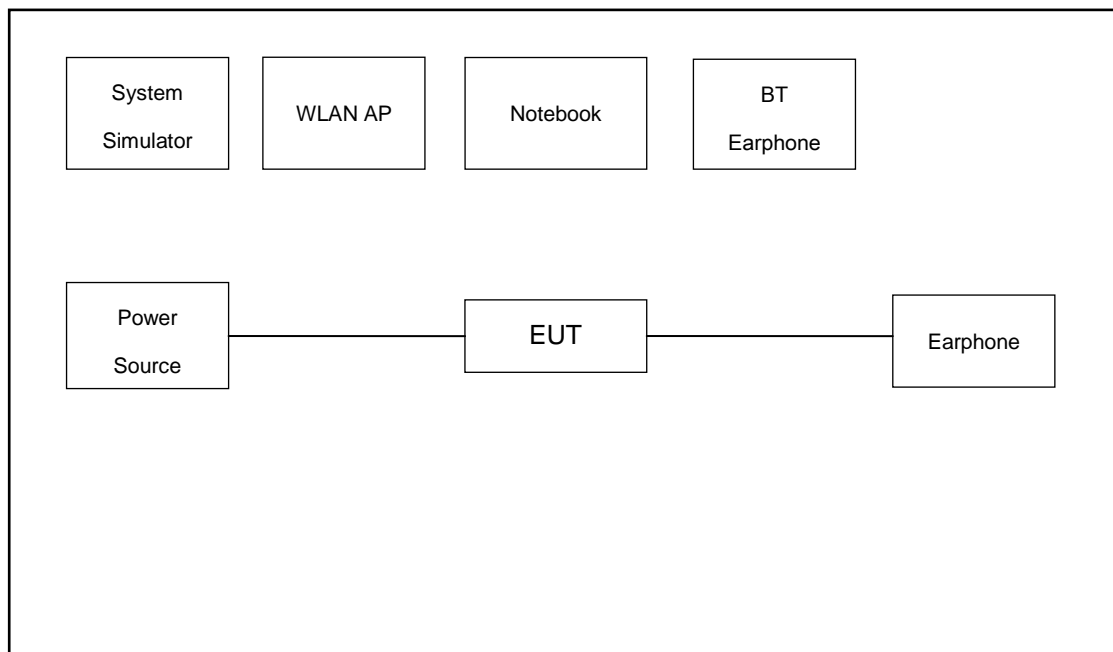 System
Simulator
WLAN AP
Notebook
BT
Earphone
Power
Source
EUT
Earphone